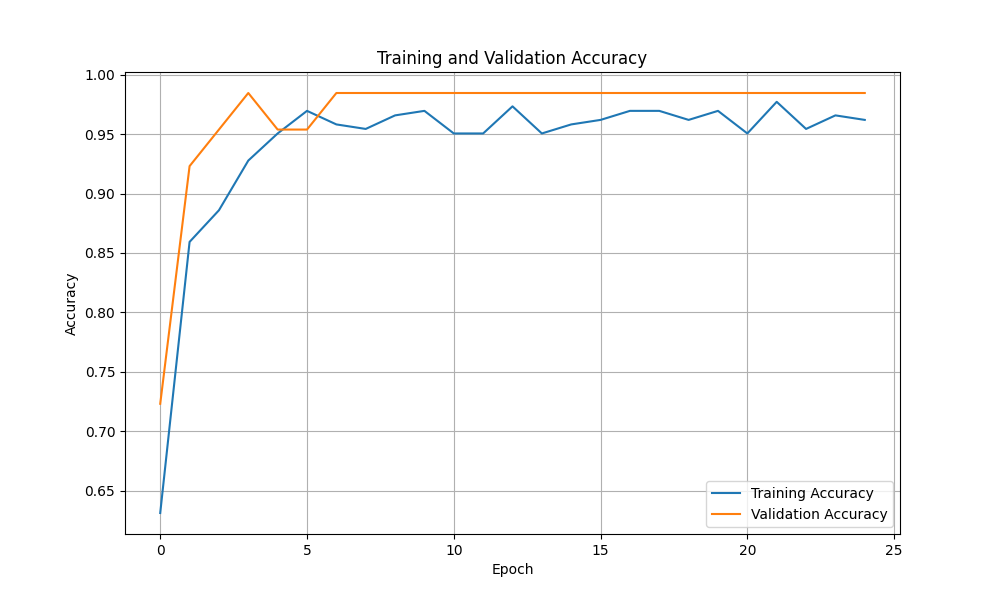 Training and Validation Accuracy
1.00
0.95
0.90
0.85
0.80
0.75
0.70
0.65
Accuracy
Training Accuracy
Validation Accuracy
0 5 10 15 20 25
Epoch